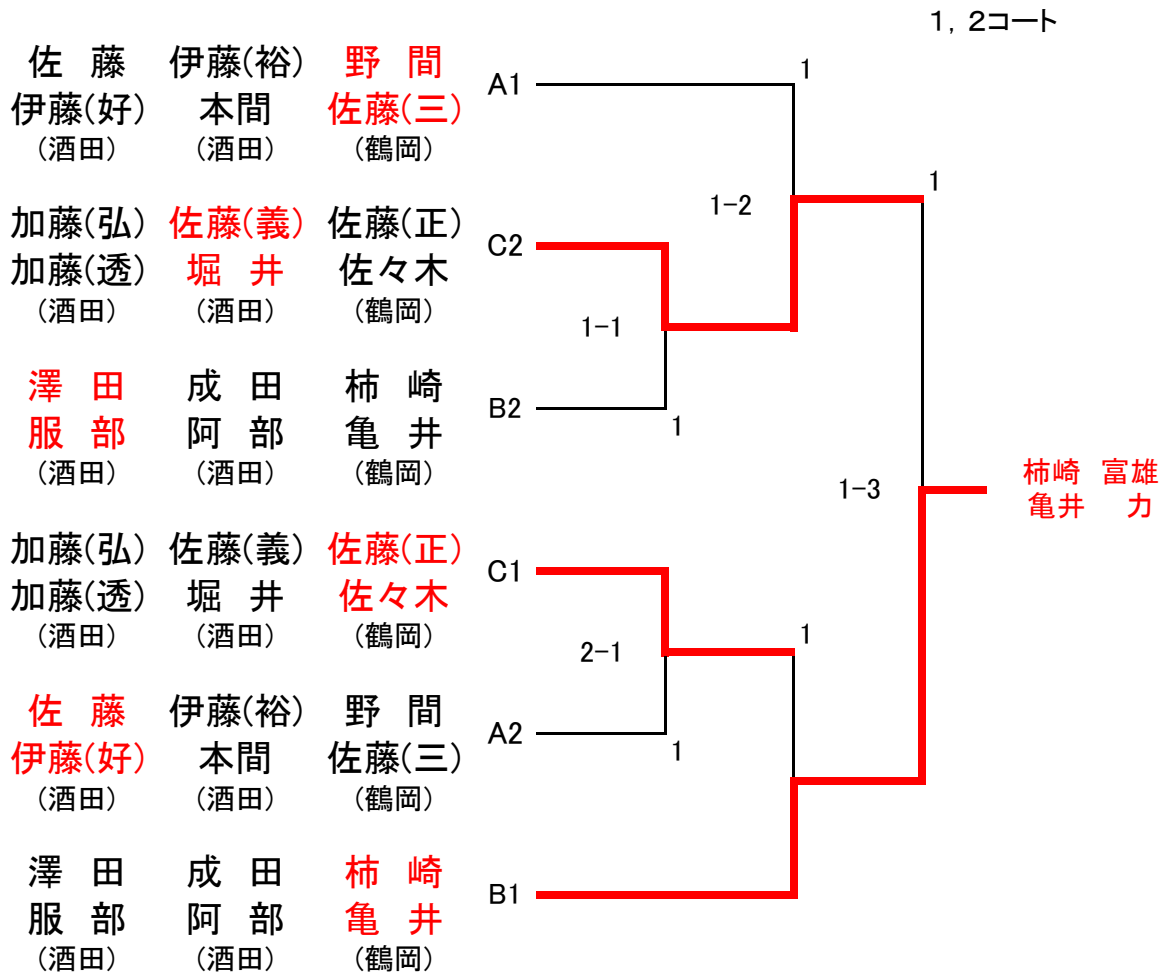 1，2コート
佐　藤　伊藤(裕)　野　間
伊藤(好)　本間　佐藤(三)
(酒田)　(酒田)　(鶴岡)
A1
1
加藤(弘)　佐藤(義)　佐藤(正)
加藤(透)　堀　井　佐々木
(酒田)　(酒田)　(鶴岡)
C2
1-2
1
1-1
澤　田　成　田　柿　崎
服　部　阿　部　亀　井
(酒田)　(酒田)　(鶴岡)
B2
1
1-3
柿崎　富雄
亀井　力
加藤(弘)　佐藤(義)　佐藤(正)
加藤(透)　堀　井　佐々木
(酒田)　(酒田)　(鶴岡)
C1
2-1
1
佐　藤　伊藤(裕)　野　間
伊藤(好)　本間　佐藤(三)
(酒田)　(酒田)　(鶴岡)
A2
1
澤　田　成　田　柿　崎
服　部　阿　部　亀　井
(酒田)　(酒田)　(鶴岡)
B1